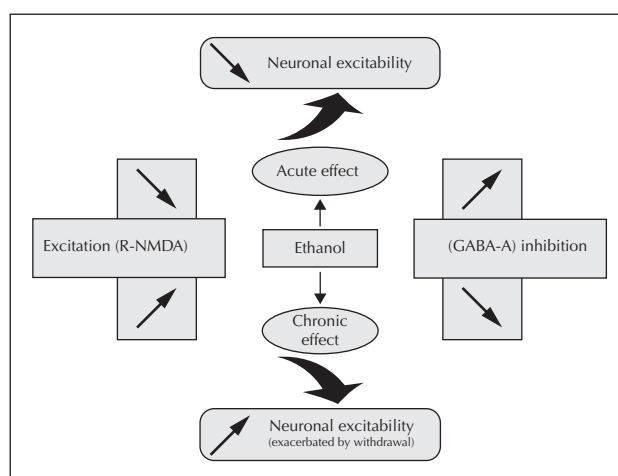 Neuronal excitability
Acute effect
Excitation (R-NMDA)
Ethanol
(GABA-A) inhibition
Chronic
effect
Neuronal excitability
(exacerbated by withdrawal)